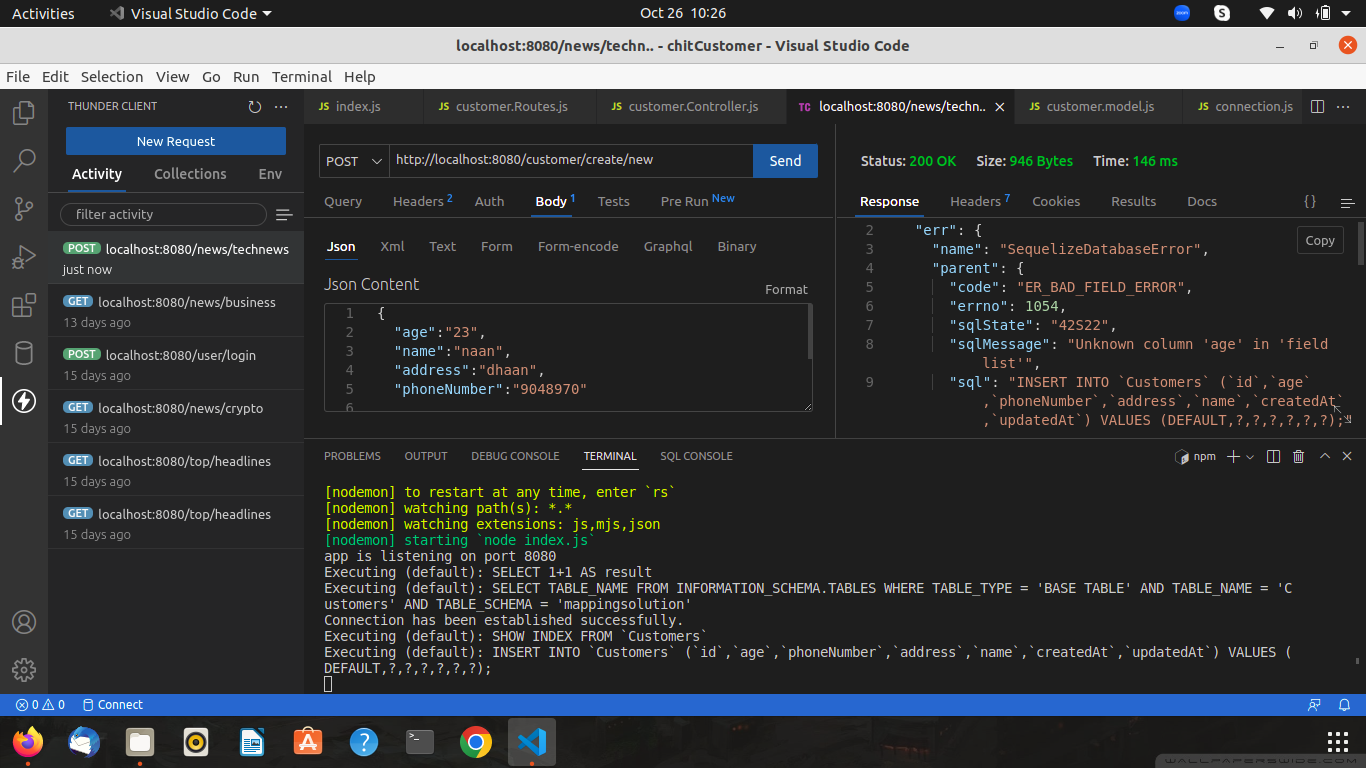 Activities
Visual Studio Code
Oct 26 10:26
zoom
localhost:8080/news/techn.. - chitCustomer - Visual Studio Code
File Edit Selection View Go Run Terminal Help
THUNDER CLIENT
New Request
Activity Collections Env
filter activity
POST localhost:8080/news/technews
just now
GET localhost:8080/news/business
13 days ago
POST localhost:8080/user/login
15 days ago
GET localhost:8080/news/crypto
15 days ago
GET localhost:8080/top/headlines
15 days ago
GET localhost:8080/top/headlines
15 days ago
JS index.js
JS customer.Routes.js
JS customer.Controller.js
TC localhost:8080/news/techn..
JS customer.model.js
JS connection.js
POST http://localhost:8080/customer/create/new Send
Query Headers 2 Auth Body 1 Tests Pre Run New
Json Xml Text Form Form-encode Graphql Binary
Json Content
Format
1 {
2 "age":"23",
3 "name":"naan",
4 "address":"dhaan",
5 "phoneNumber":"9048970"
6
Status: 200 OK Size: 946 Bytes Time: 146 ms
Response Headers 7 Cookies Results Docs {}
Copy
2 "err": {
3 "name": "SequelizeDatabaseError",
4 "parent": {
5 "code": "ER_BAD_FIELD_ERROR",
6 "errno": 1054,
7 "sqlState": "42S22",
8 "sqlMessage": "Unknown column 'age' in 'field
list'",
9 "sql": "INSERT INTO `Customers` (`id`,`age`
,`phoneNumber`,`address`,`name`,`createdAt`
,`updatedAt`) VALUES (DEFAULT,?,?,?,?,?,?);"
PROBLEMS OUTPUT DEBUG CONSOLE TERMINAL SQL CONSOLE
npm
[nodemon] to restart at any time, enter `rs`
[nodemon] watching path(s): *.*
[nodemon] watching extensions: js,mjs,json
[nodemon] starting `node index.js`
app is listening on port 8080
Executing (default): SELECT 1+1 AS result
Executing (default): SELECT TABLE_NAME FROM INFORMATION_SCHEMA.TABLES WHERE TABLE_TYPE = 'BASE TABLE' AND TABLE_NAME = 'C
ustomers' AND TABLE_SCHEMA = 'mappingsolution'
Connection has been established successfully.
Executing (default): SHOW INDEX FROM `Customers`
Executing (default): INSERT INTO `Customers` (`id`,`age`,`phoneNumber`,`address`,`name`,`createdAt`,`updatedAt`) VALUES (
DEFAULT,?,?,?,?,?,?);
0 0 Connect